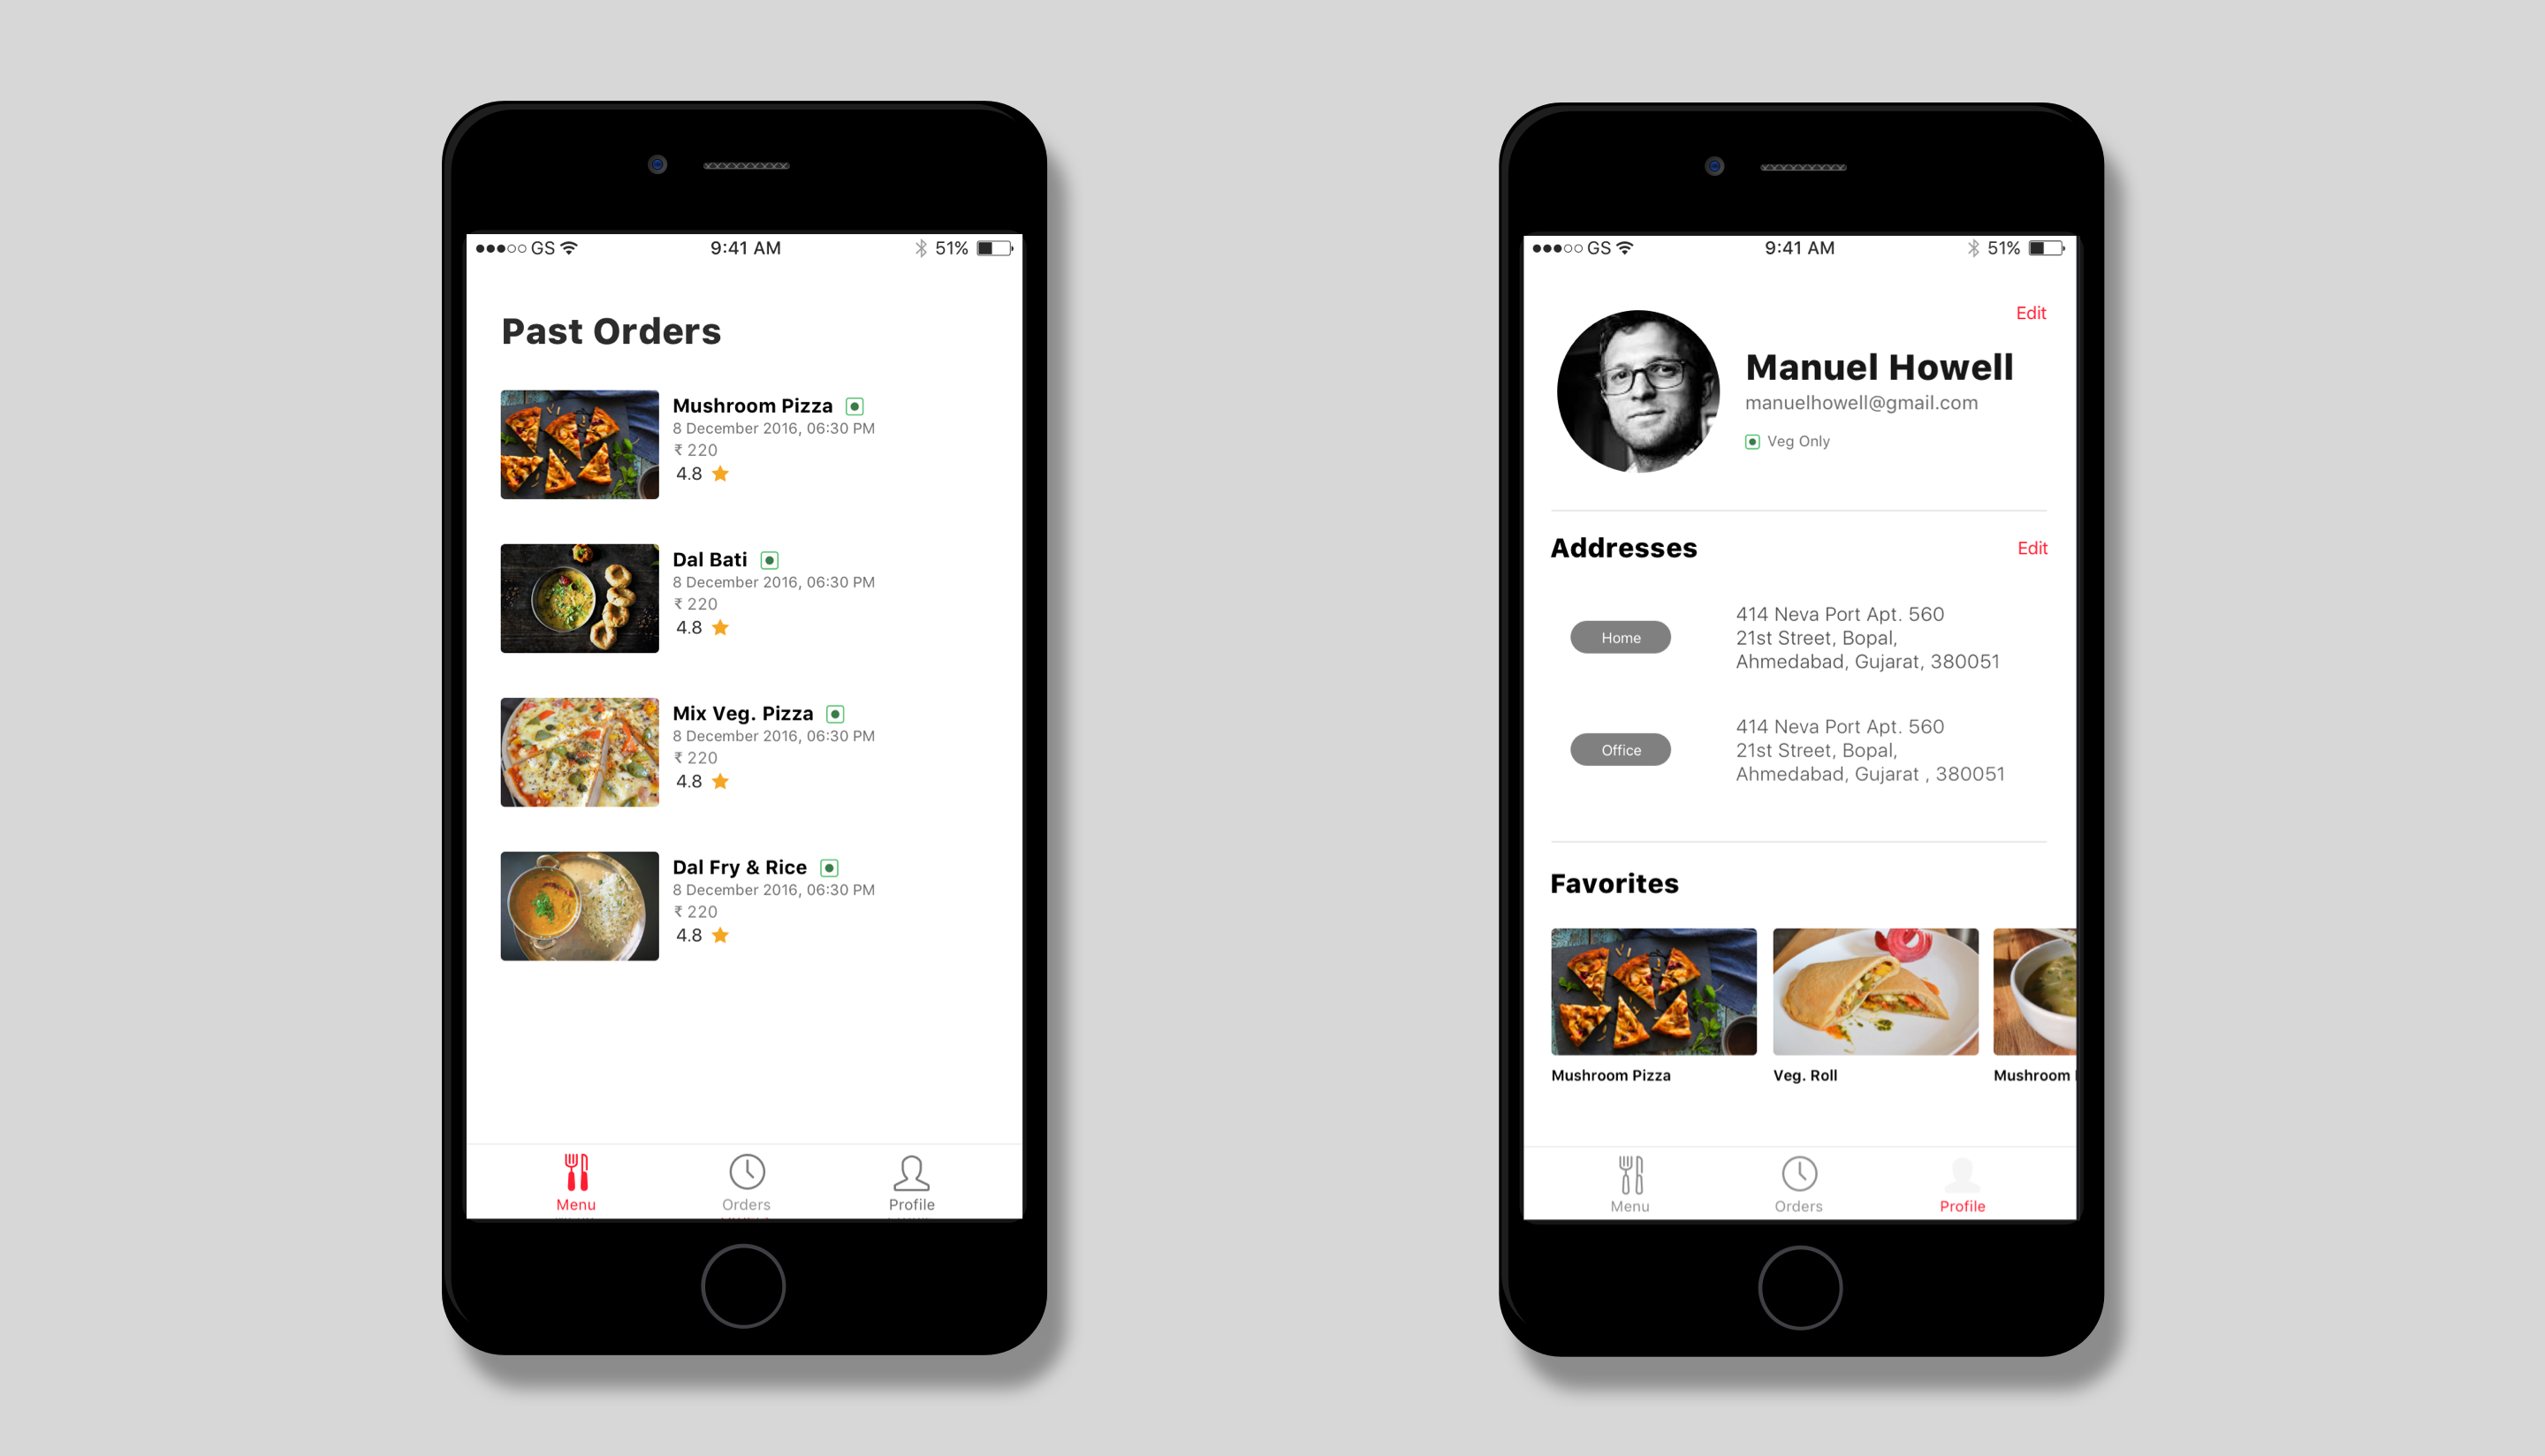 GS 9:41 AM 51%
Past Orders
Mushroom Pizza
8 December 2016, 06:30 PM
₹ 220
4.8
Dal Bati
8 December 2016, 06:30 PM
₹ 220
4.8
Mix Veg. Pizza
8 December 2016, 06:30 PM
₹ 220
4.8
Dal Fry & Rice
8 December 2016, 06:30 PM
₹ 220
4.8
Menu Orders Profile
GS 9:41 AM 51%
Edit
Manuel Howell
manuelhowell@gmail.com
Veg Only
Addresses Edit
Home
414 Neva Port Apt. 560
21st Street, Bopal,
Ahmedabad, Gujarat, 380051
Office
414 Neva Port Apt. 560
21st Street, Bopal,
Ahmedabad, Gujarat , 380051
Favorites
Mushroom Pizza Veg. Roll Mushroom
Menu Orders Profile